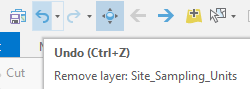 Undo (Ctrl+Z)
Cut
Remove layer: Site_Sampling_Units